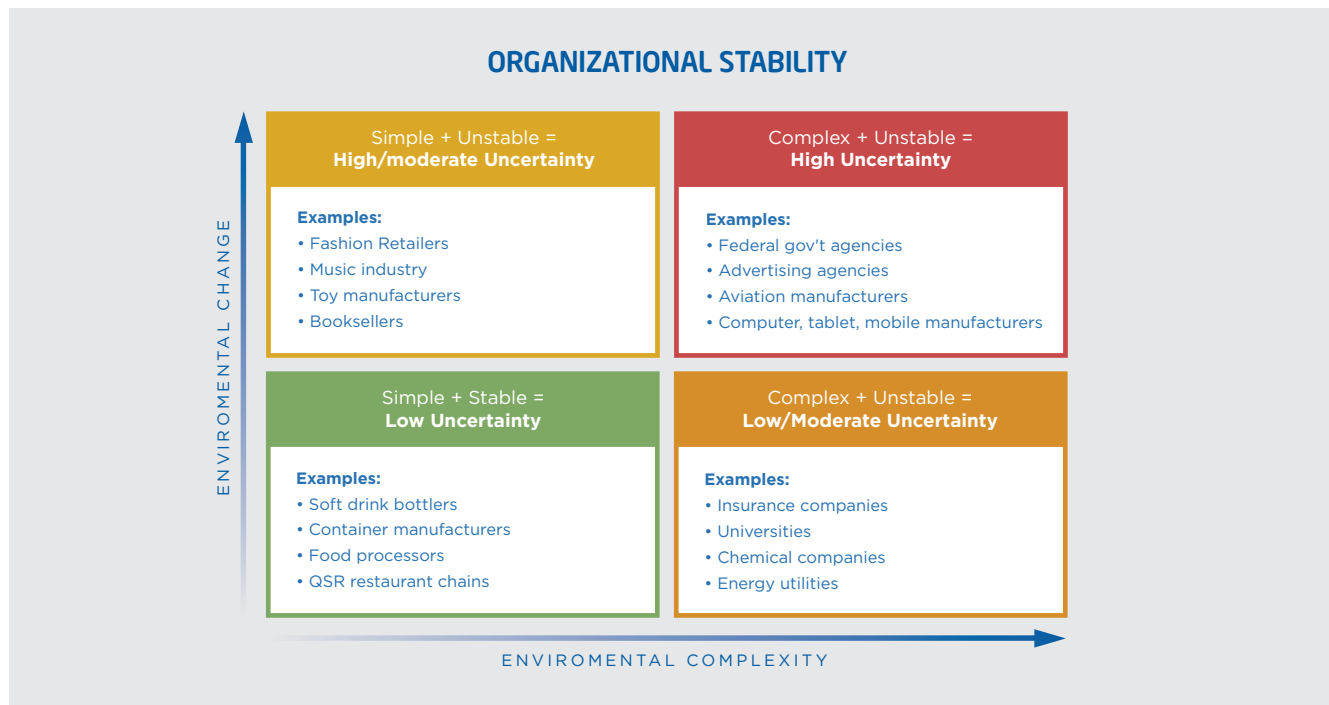 ORGANIZATIONAL STABILITY
ENVIROMENTAL CHANGE
Simple + Unstable =
High/moderate Uncertainty
Examples:
• Fashion Retailers
• Music industry
• Toy manufacturers
• Booksellers
Complex + Unstable =
High Uncertainty
Examples:
• Federal gov't agencies
• Advertising agencies
• Aviation manufacturers
• Computer, tablet, mobile manufacturers
Simple + Stable =
Low Uncertainty
Examples:
• Soft drink bottlers
• Container manufacturers
• Food processors
• QSR restaurant chains
Complex + Unstable =
Low/Moderate Uncertainty
Examples:
• Insurance companies
• Universities
• Chemical companies
• Energy utilities
ENVIROMENTAL COMPLEXITY